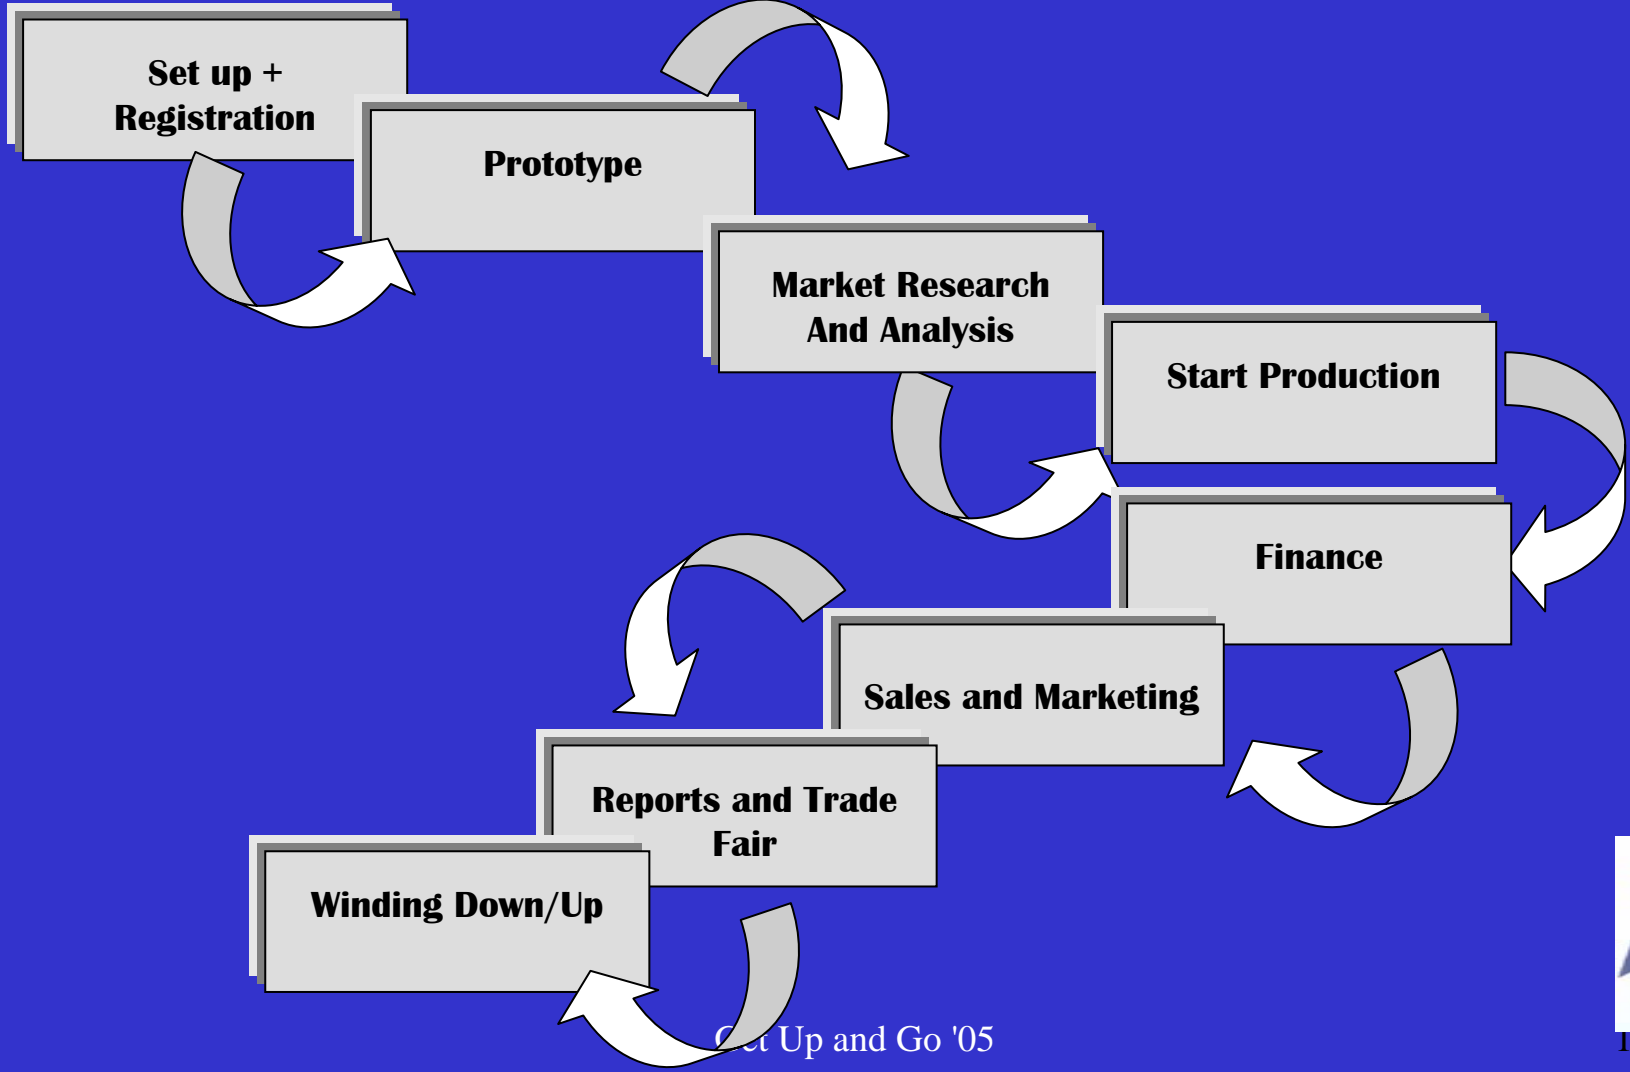 Set up +
Registration
Prototype
Market Research
And Analysis
Start Production
Finance
Sales and Marketing
Reports and Trade
Fair
Winding Down/Up
Get Up and Go '05